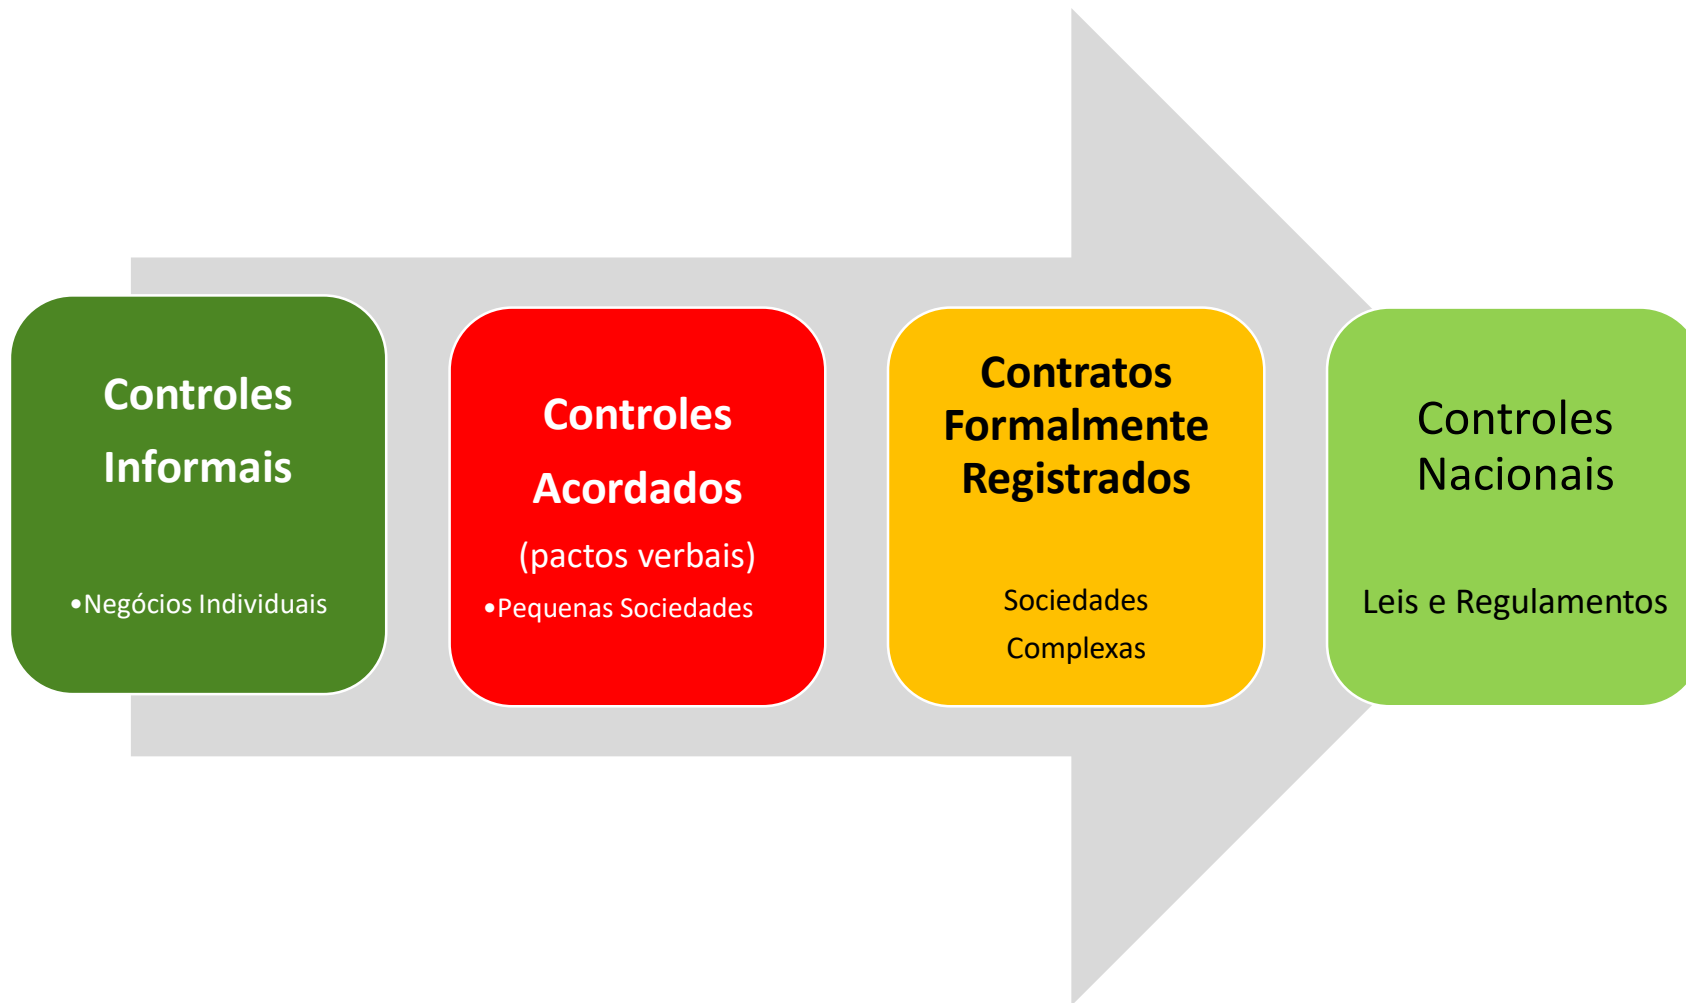 Controles
Informais
•Negócios Individuais
Controles
Acordados
(pactos verbais)
•Pequenas Sociedades
Contratos
Formalmente
Registrados
Sociedades
Complexas
Controles
Nacionais
Leis e Regulamentos